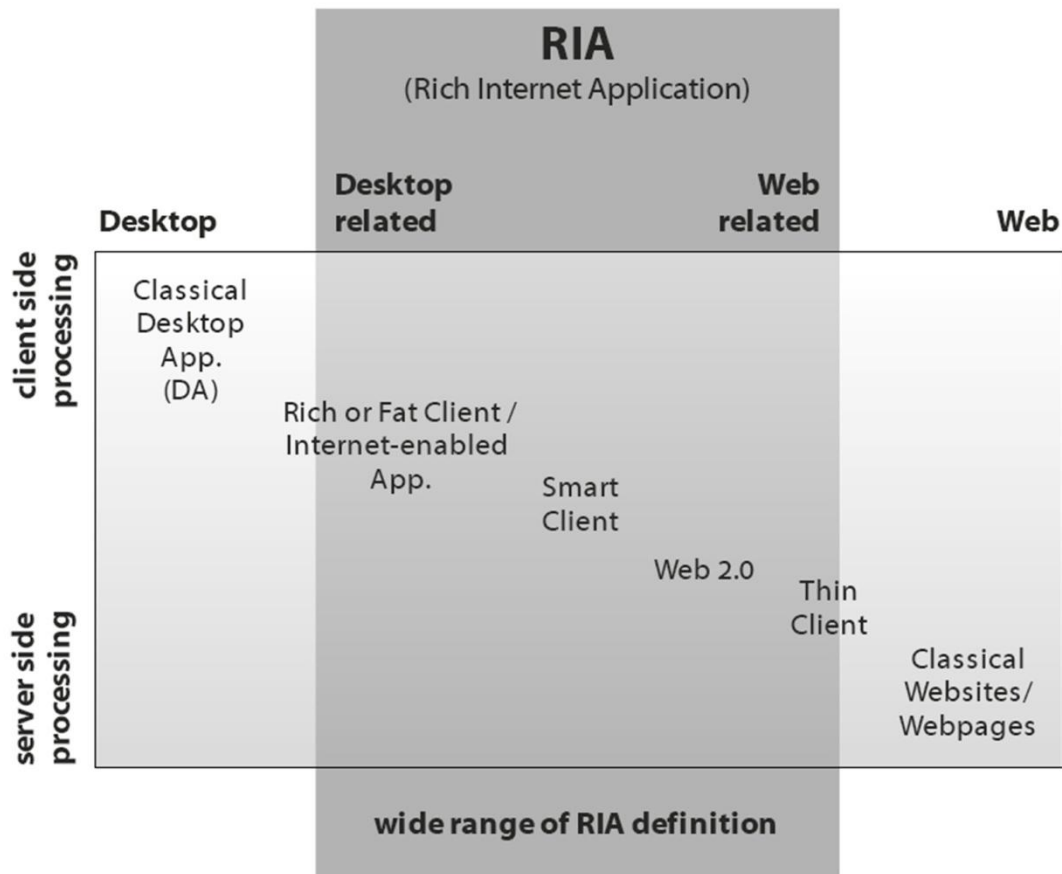 RIA
(Rich Internet Application)
Desktop
related
Web
related
Desktop
Web
client side
processing
server side
processing
Classical
Desktop
App.
(DA)
Rich or Fat Client /
Internet-enabled
App.
Smart
Client
Web 2.0
Thin
Client
Classical
Websites/
Webpages
wide range of RIA definition